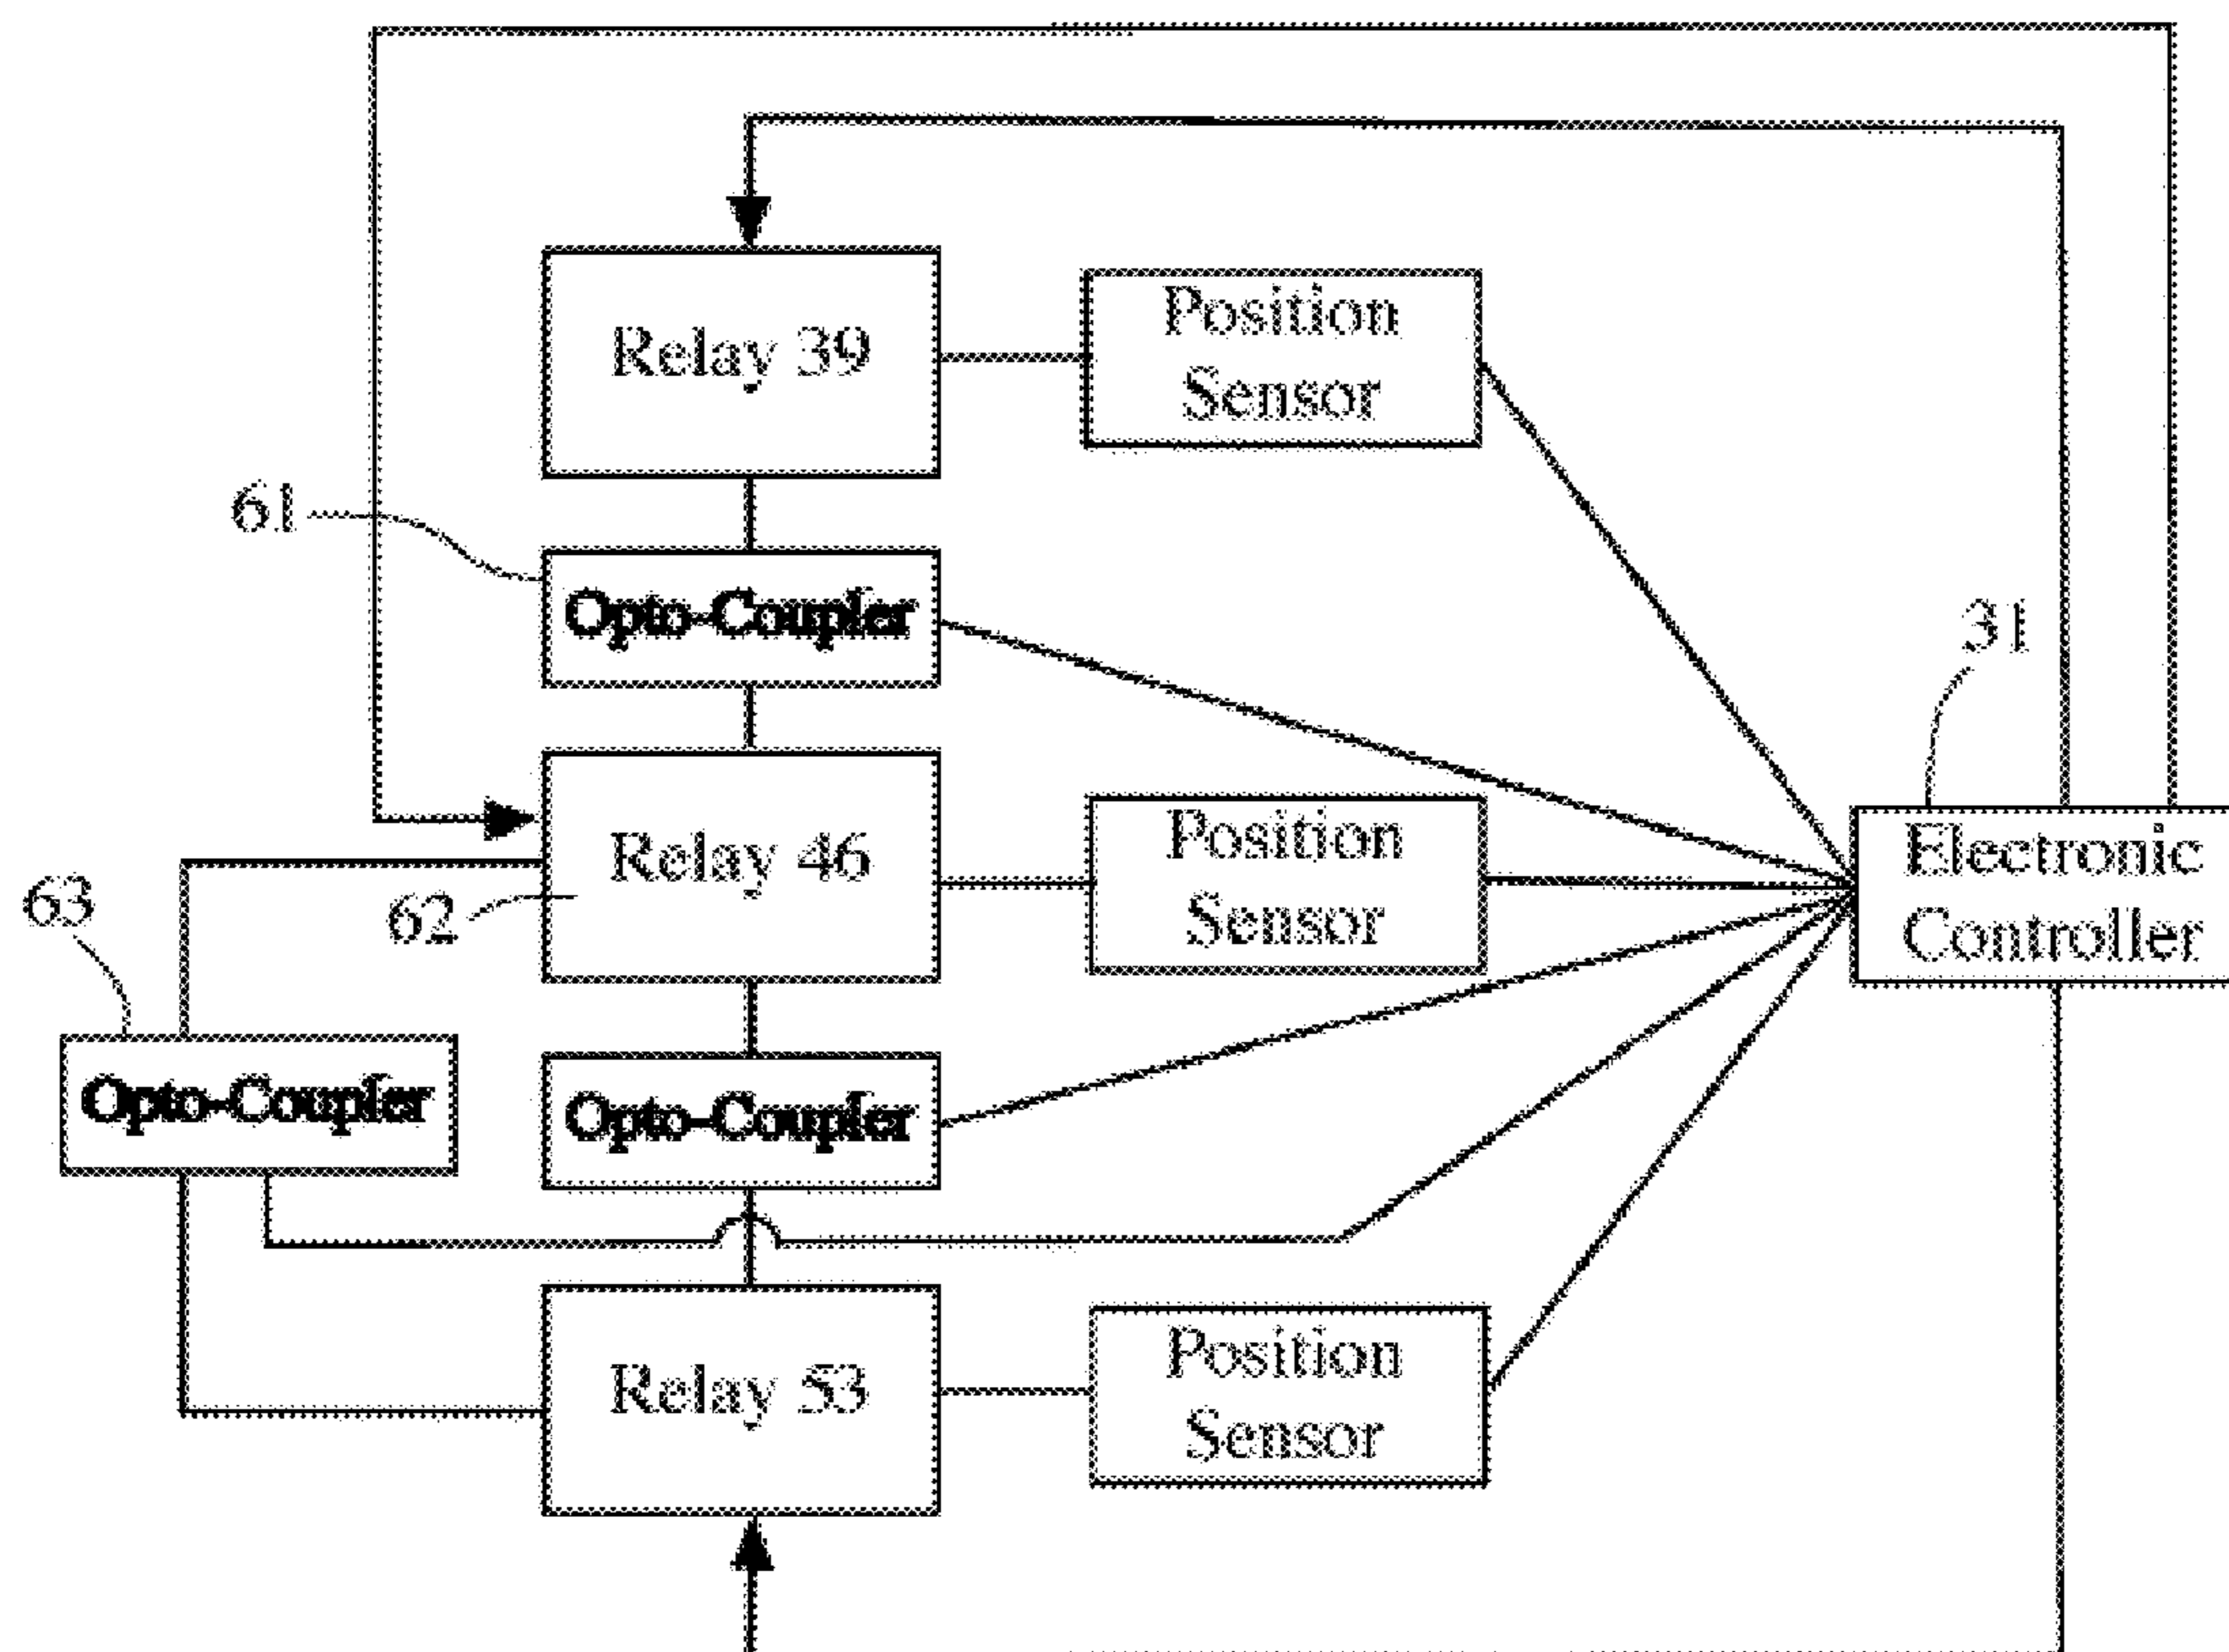 Relay 39
Position
Sensor
61
Opto-Coupler
31
Relay 46
62
Position
Sensor
Electronic
Controller
63
Opto-Coupler
Opto-Coupler
Relay 53
Position
Sensor